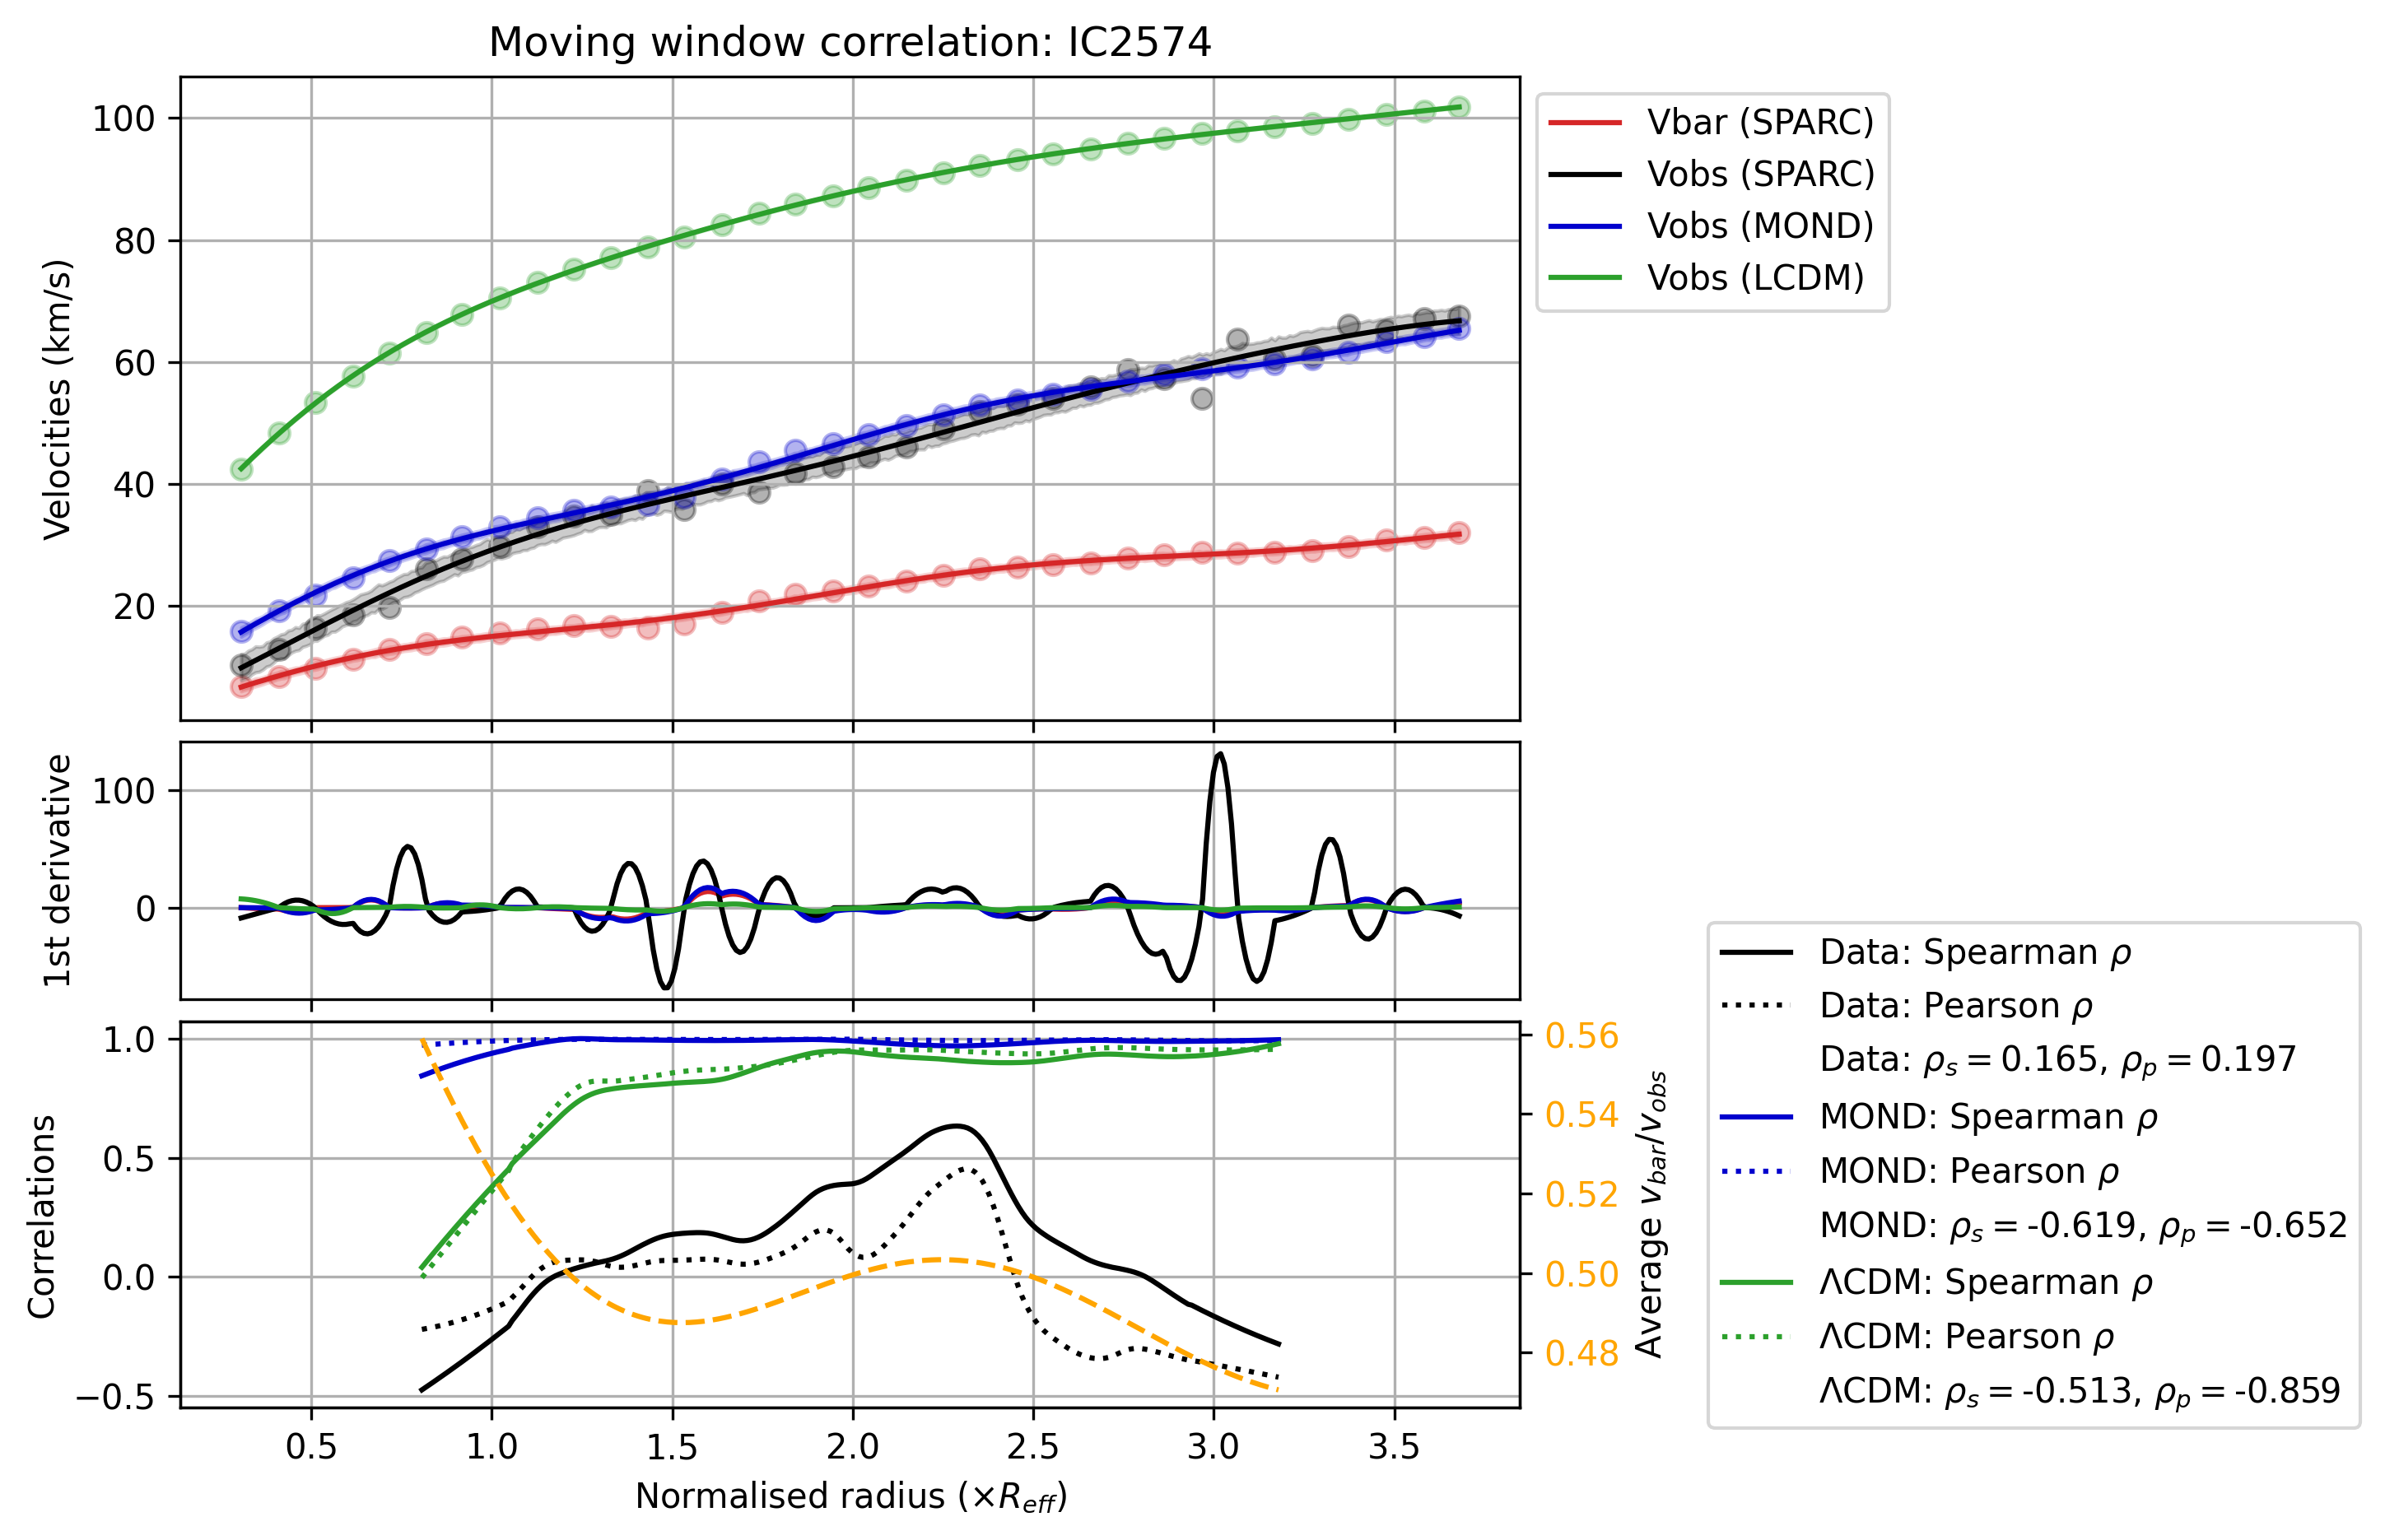 Moving window correlation: IC2574
100
80
60
40
20
Velocities (km/s)
Vbar (SPARC)
Vobs (SPARC)
Vobs (MOND)
Vobs (LCDM)
100
0
1st derivative
1.0
0.5
0.0
−0.5
Correlations
0.56
0.54
0.52
0.50
0.48
Average v_bar/v_obs
0.5 1.0 1.5 2.0 2.5 3.0 3.5
Normalised radius (×R_eff)
Data: Spearman ρ
Data: Pearson ρ
Data: ρ_s = 0.165, ρ_p = 0.197
MOND: Spearman ρ
MOND: Pearson ρ
MOND: ρ_s = -0.619, ρ_p = -0.652
ΛCDM: Spearman ρ
ΛCDM: Pearson ρ
ΛCDM: ρ_s = -0.513, ρ_p = -0.859